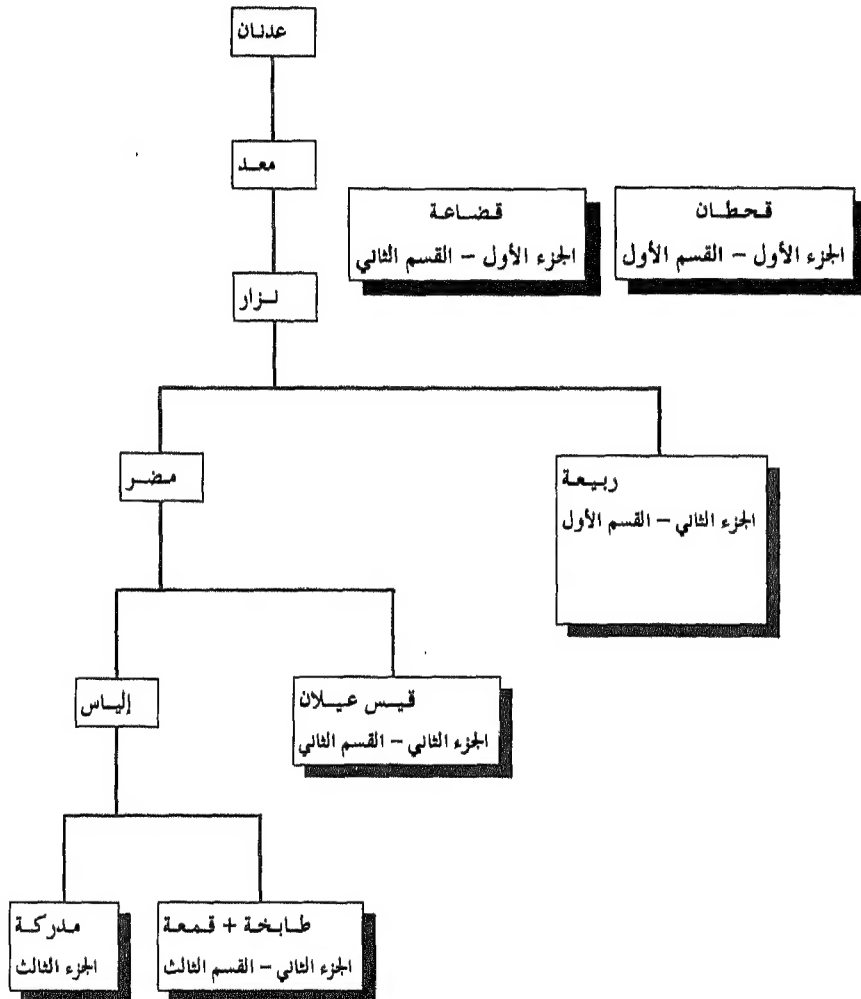 عدنان
معد
قحطان
الجزء الأول – القسم الأول
قضاعة
الجزء الأول – القسم الثاني
نزار
مضر
ربيعة
الجزء الثاني – القسم الأول
إلياس
قيس عيلان
الجزء الثاني – القسم الثاني
طابخة + قمعة
الجزء الثاني – القسم الثالث
مدركة
الجزء الثالث